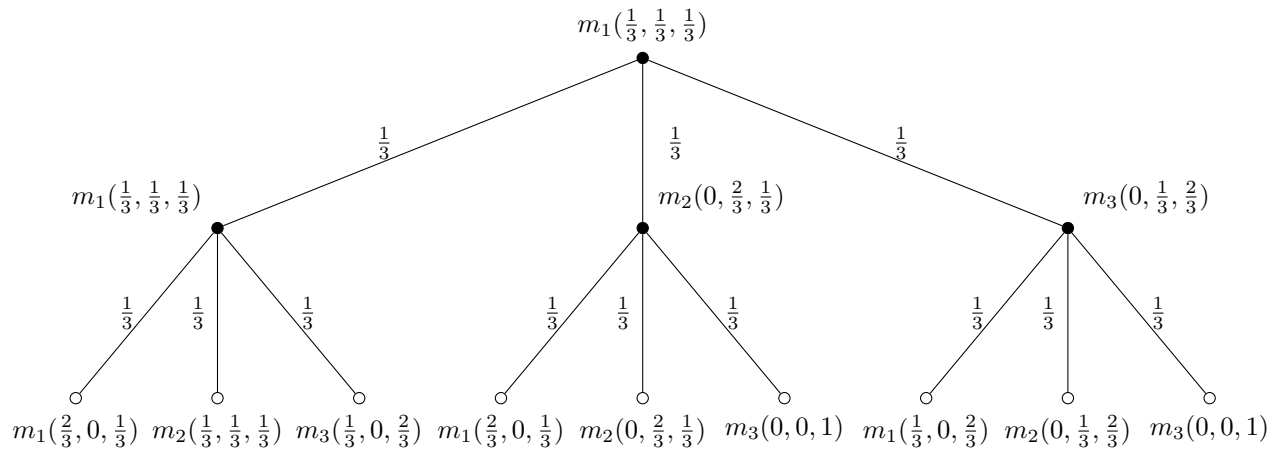 m₁(1/3, 1/3, 1/3)
1/3 1/3 1/3
m₁(1/3, 1/3, 1/3) m₂(0, 2/3, 1/3) m₃(0, 1/3, 2/3)
1/3 1/3 1/3 1/3 1/3 1/3 1/3 1/3 1/3
m₁(2/3, 0, 1/3) m₂(1/3, 1/3, 1/3) m₃(1/3, 0, 2/3) m₁(2/3, 0, 1/3) m₂(0, 2/3, 1/3) m₃(0, 0, 1) m₁(1/3, 0, 2/3) m₂(0, 1/3, 2/3) m₃(0, 0, 1)